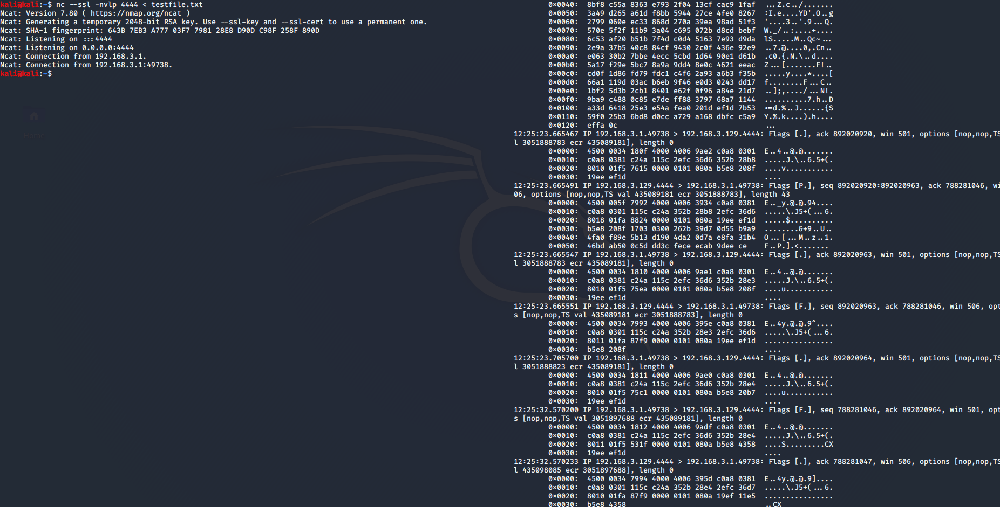 kali@kali:~$ nc --ssl -nvlp 4444 < testfile.txt
Ncat: Version 7.80 ( https://nmap.org/ncat )
Ncat: Generating a temporary 2048-bit RSA key. Use --ssl-key and --ssl-cert to use a permanent one.
Ncat: SHA-1 fingerprint: 643B 7EB3 A777 03F7 7981 28E8 D90D C98F 258F 890D
Ncat: Listening on :::4444
Ncat: Listening on 0.0.0.0:4444
Ncat: Connection from 192.168.3.1.
Ncat: Connection from 192.168.3.1:49738.
kali@kali:~$
Home
0x0040: 8bf8 c55a 8363 e793 2f04 13cf cac9 1faf ...Z.c../.......
0x0050: 3a49 d265 a61d f8bb 5944 27ce 4fe0 8267 :I.e....YD'.O..g
0x0060: 2799 060e ec33 868d 270a 39ea 98ad 51f3 '....3..'.9...Q.
0x0070: 570e 5f2f 11b9 3a04 c695 072b d8cd bebf W._/..:....+....
0x0080: 6c53 af20 b51b 7f4d c0d4 5163 7e93 d9da lS.....M..Qc~...
0x0090: 2e9a 37b5 40c8 84cf 9430 2c0f 436e 92e9 ..7.@....0,.Cn..
0x00a0: e063 30b2 7bbe 4ecc 5cbd 1d64 90e1 d61b .c0.{.N.\..d....
0x00b0: 5a17 f29e 5bc7 8a9a 9dd4 8e0c 4621 eeac Z...[.......F!..
0x00c0: cd0f 1d86 fd79 fdc1 c4f6 2a93 a6b3 f35b .....y....*....[
0x00d0: 66a1 119d 03ac b6eb 9f46 e0d3 0243 dd17 f........F...C..
0x00e0: 1bf2 5d3b 2cb1 8401 e62f 0f96 a84e 21d7 ..];,..../...N!.
0x00f0: 9ba9 c488 0c85 e7de ff88 3797 68a7 1144 ..........7.h..D
0x0100: a33d 6418 25e3 e54a fea0 201d ef1d 7b53 .=d.%..J......{S
0x0110: 59f0 25b3 6bd8 d0cc a729 a168 dbfc c5a9 Y.%.k....).h....
0x0120: effa 0c ...
12:25:23.665467 IP 192.168.3.1.49738 > 192.168.3.129.4444: Flags [.], ack 892020920, win 501, options [nop,nop,TS
l 3051888783 ecr 435089181], length 0
0x0000: 4500 0034 180f 4000 4006 9ae2 c0a8 0301 E..4..@.@.......
0x0010: c0a8 0381 c24a 115c 2efc 36d6 352b 28b8 .....J.\..6.5+(.
0x0020: 8010 01f5 7615 0000 0101 080a b5e8 208f ....v...........
0x0030: 19ee ef1d ....
12:25:23.665491 IP 192.168.3.129.4444 > 192.168.3.1.49738: Flags [P.], seq 892020920:892020963, ack 788281046, wi
06, options [nop,nop,TS val 435089181 ecr 3051888783], length 43
0x0000: 4500 005f 7992 4000 4006 3934 c0a8 0381 E.._y.@.@.94....
0x0010: c0a8 0301 115c c24a 352b 28b8 2efc 36d6 .....\.J5+(...6.
0x0020: 8018 01fa 8824 0000 0101 080a 19ee ef1d .....$..........
0x0030: b5e8 208f 1703 0300 262b 39d7 0d55 b9a9 ........&+9..U..
0x0040: 4fa0 f89e 5b13 d190 4da2 0d7a e8fa 31b4 O...[...M..z..1.
0x0050: 46bd ab50 0c5d dd3c fece ecab 9dee ce F..P.].<.......
12:25:23.665547 IP 192.168.3.1.49738 > 192.168.3.129.4444: Flags [.], ack 892020963, win 501, options [nop,nop,TS
l 3051888783 ecr 435089181], length 0
0x0000: 4500 0034 1810 4000 4006 9ae1 c0a8 0301 E..4..@.@.......
0x0010: c0a8 0381 c24a 115c 2efc 36d6 352b 28e3 .....J.\..6.5+(.
0x0020: 8010 01f5 75ea 0000 0101 080a b5e8 208f ....u...........
0x0030: 19ee ef1d ....
12:25:23.665551 IP 192.168.3.129.4444 > 192.168.3.1.49738: Flags [F.], seq 892020963, ack 788281046, win 506, opt
s [nop,nop,TS val 435089181 ecr 3051888783], length 0
0x0000: 4500 0034 7993 4000 4006 395e c0a8 0381 E..4y.@.@.9^....
0x0010: c0a8 0301 115c c24a 352b 28e3 2efc 36d6 .....\.J5+(...6.
0x0020: 8011 01fa 87f9 0000 0101 080a 19ee ef1d ................
0x0030: b5e8 208f ....
12:25:23.705700 IP 192.168.3.1.49738 > 192.168.3.129.4444: Flags [.], ack 892020964, win 501, options [nop,nop,TS
l 3051888823 ecr 435089181], length 0
0x0000: 4500 0034 1811 4000 4006 9ae0 c0a8 0301 E..4..@.@.......
0x0010: c0a8 0381 c24a 115c 2efc 36d6 352b 28e4 .....J.\..6.5+(.
0x0020: 8010 01f5 75c1 0000 0101 080a b5e8 20b7 ....u...........
0x0030: 19ee ef1d ....
12:25:32.570200 IP 192.168.3.1.49738 > 192.168.3.129.4444: Flags [F.], seq 788281046, ack 892020964, win 501, opt
s [nop,nop,TS val 3051897688 ecr 435089181], length 0
0x0000: 4500 0034 1812 4000 4006 9adf c0a8 0301 E..4..@.@.......
0x0010: c0a8 0381 c24a 115c 2efc 36d6 352b 28e4 .....J.\..6.5+(.
0x0020: 8011 01f5 531f 0000 0101 080a b5e8 4358 ....S.........CX
0x0030: 19ee ef1d ....
12:25:32.570233 IP 192.168.3.129.4444 > 192.168.3.1.49738: Flags [.], ack 788281047, win 506, options [nop,nop,TS
l 435098085 ecr 3051897688], length 0
0x0000: 4500 0034 7994 4000 4006 395d c0a8 0381 E..4y.@.@.9]....
0x0010: c0a8 0301 115c c24a 352b 28e4 2efc 36d7 .....\.J5+(...6.
0x0020: 8010 01fa 87f9 0000 0101 080a 19ef 11e5 ................
0x0030: b5e8 4358 ..CX